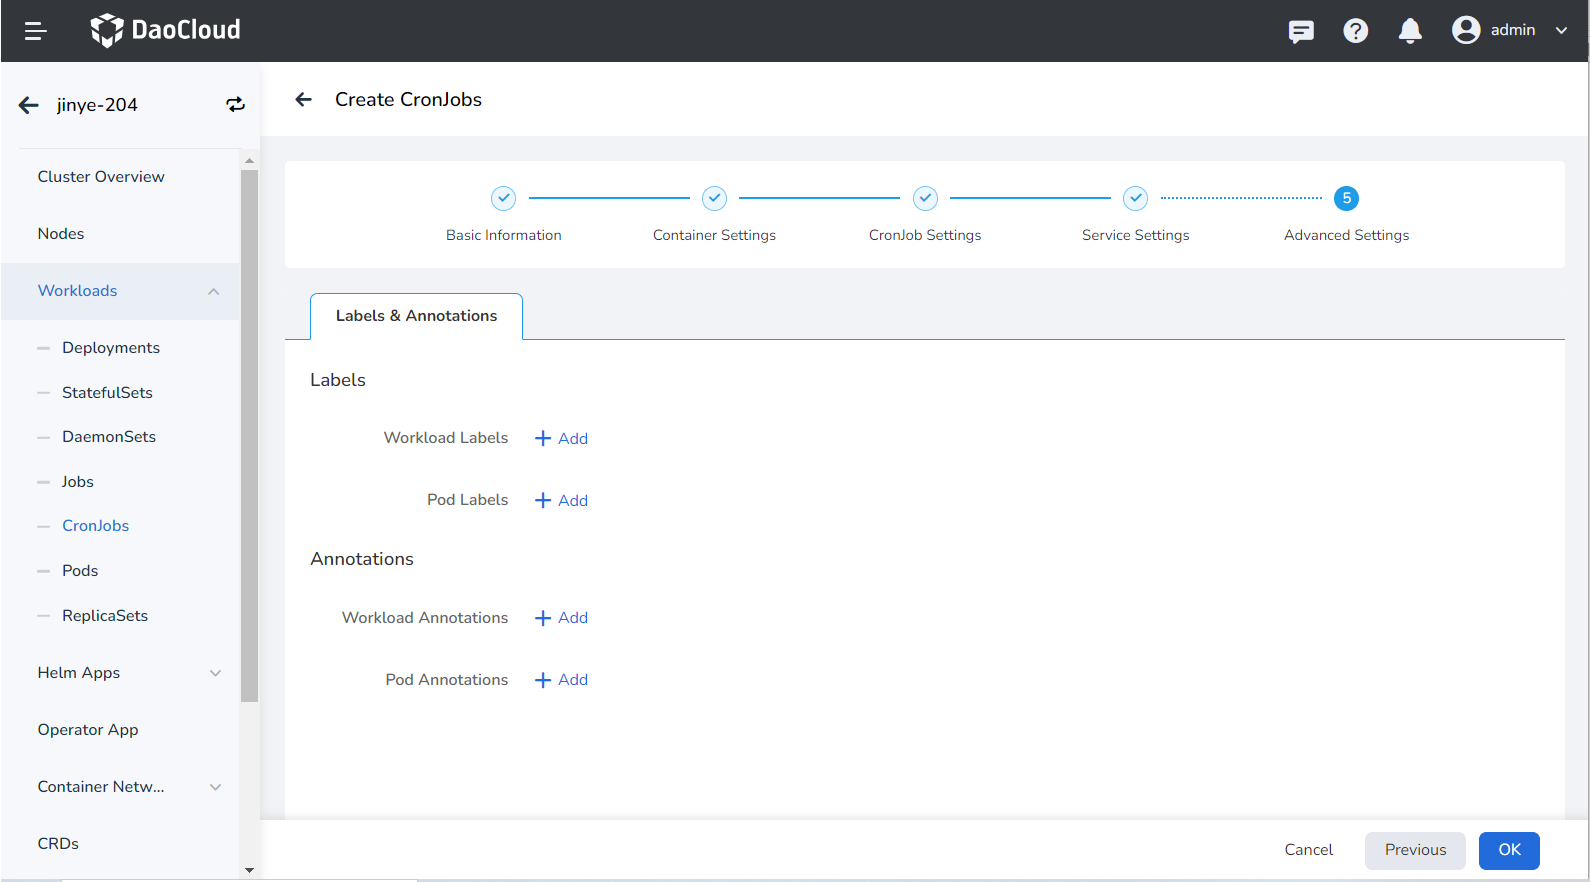 DaoCloud
admin
jinye-204
Create CronJobs
Cluster Overview
Nodes
Workloads
Deployments
StatefulSets
DaemonSets
Jobs
CronJobs
Pods
ReplicaSets
Helm Apps
Operator App
Container Netw...
CRDs
Basic Information
Container Settings
CronJob Settings
Service Settings
5
Advanced Settings
Labels & Annotations
Labels
Workload Labels + Add
Pod Labels + Add
Annotations
Workload Annotations + Add
Pod Annotations + Add
Cancel Previous OK